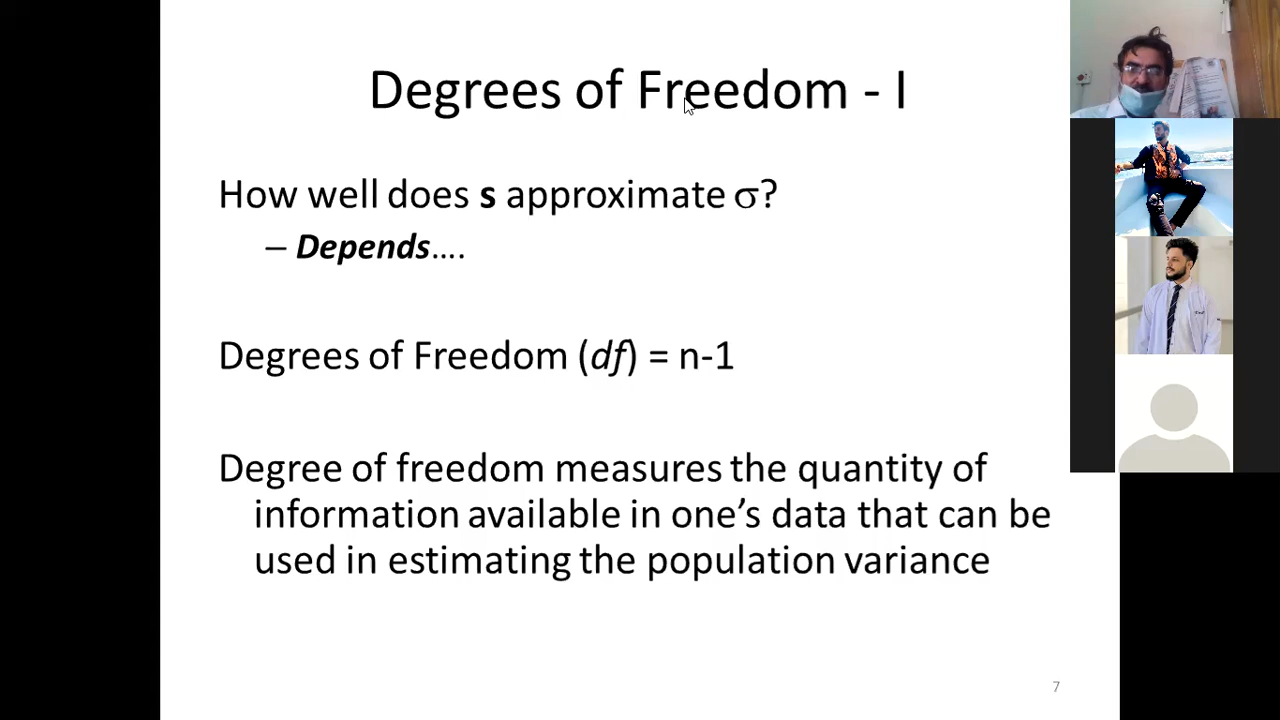 Degrees of Freedom - I
How well does s approximate σ?
– Depends….
Degrees of Freedom (df) = n-1
Degree of freedom measures the quantity of
information available in one’s data that can be
used in estimating the population variance
7